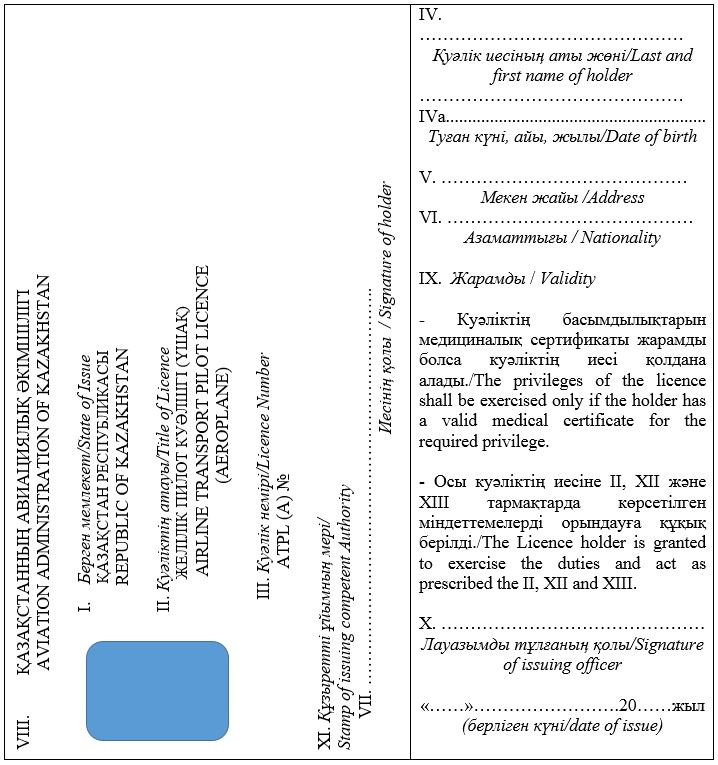 VIII. ҚАЗАҚСТАННЫҢ АВИАЦИЯЛИҚ ӘКІМШІЛІГІ
AVIATION ADMINISTRATION OF KAZAKHSTAN
I. Берген мемлекет/State of Issue
ҚАЗАҚСТАН РЕСПУБЛИКАСЫ
REPUBLIC OF KAZAKHSTAN
II. Куәліктің атауы/Title of Licence
ЖЕЛІЛІК ПИЛОТ КУӘЛІШГІ (ҰШАҚ)
AIRLINE TRANSPORT PILOT LICENCE
(AEROPLANE)
III. Куәлік немірі/Licence Number
ATPL (A) №
XI. Құзыретті ұйымның мері/
Stamp of issuing competent Authority
VII. ……………………………………………………
Иесінің қолы / Signature of holder
IV.
…………………………………………
Қуәлік иесіның аты жөні/Last and
first name of holder
…………………………………………
IVa........................................................
Туған күні, айы, жылы/Date of birth
V. ………………………………………
Мекен жайы /Address
VI. ………………………………………
Азаматтығы / Nationality
IX. Жарамды / Validity
- Куәліктің басымдылықтарын
медициналық сертификаты жарамды
болса куәліктің иесі қолдана
алады./The privileges of the licence
shall be exercised only if the holder has
a valid medical certificate for the
required privilege.
- Осы куәліктің иесіне II, XII және
XIII тармақтарда көрсетілген
міндеттемелерді орындауға құқық
берілді./The Licence holder is granted
to exercise the duties and act as
prescribed the II, XII and XIII.
X. …………………………………………
Лауазымды тұлғаның қолы/Signature
of issuing officer
«……»……………………..20……жыл
(берліген күні/date of issue)